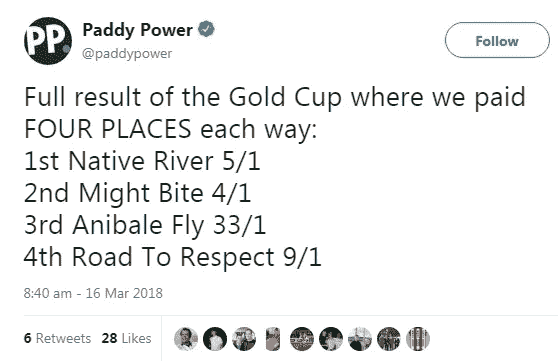 PP.
Paddy Power
@paddypower
Follow
Full result of the Gold Cup where we paid
FOUR PLACES each way:
1st Native River 5/1
2nd Might Bite 4/1
3rd Anibale Fly 33/1
4th Road To Respect 9/1
8:40 am - 16 Mar 2018
6 Retweets 28 Likes